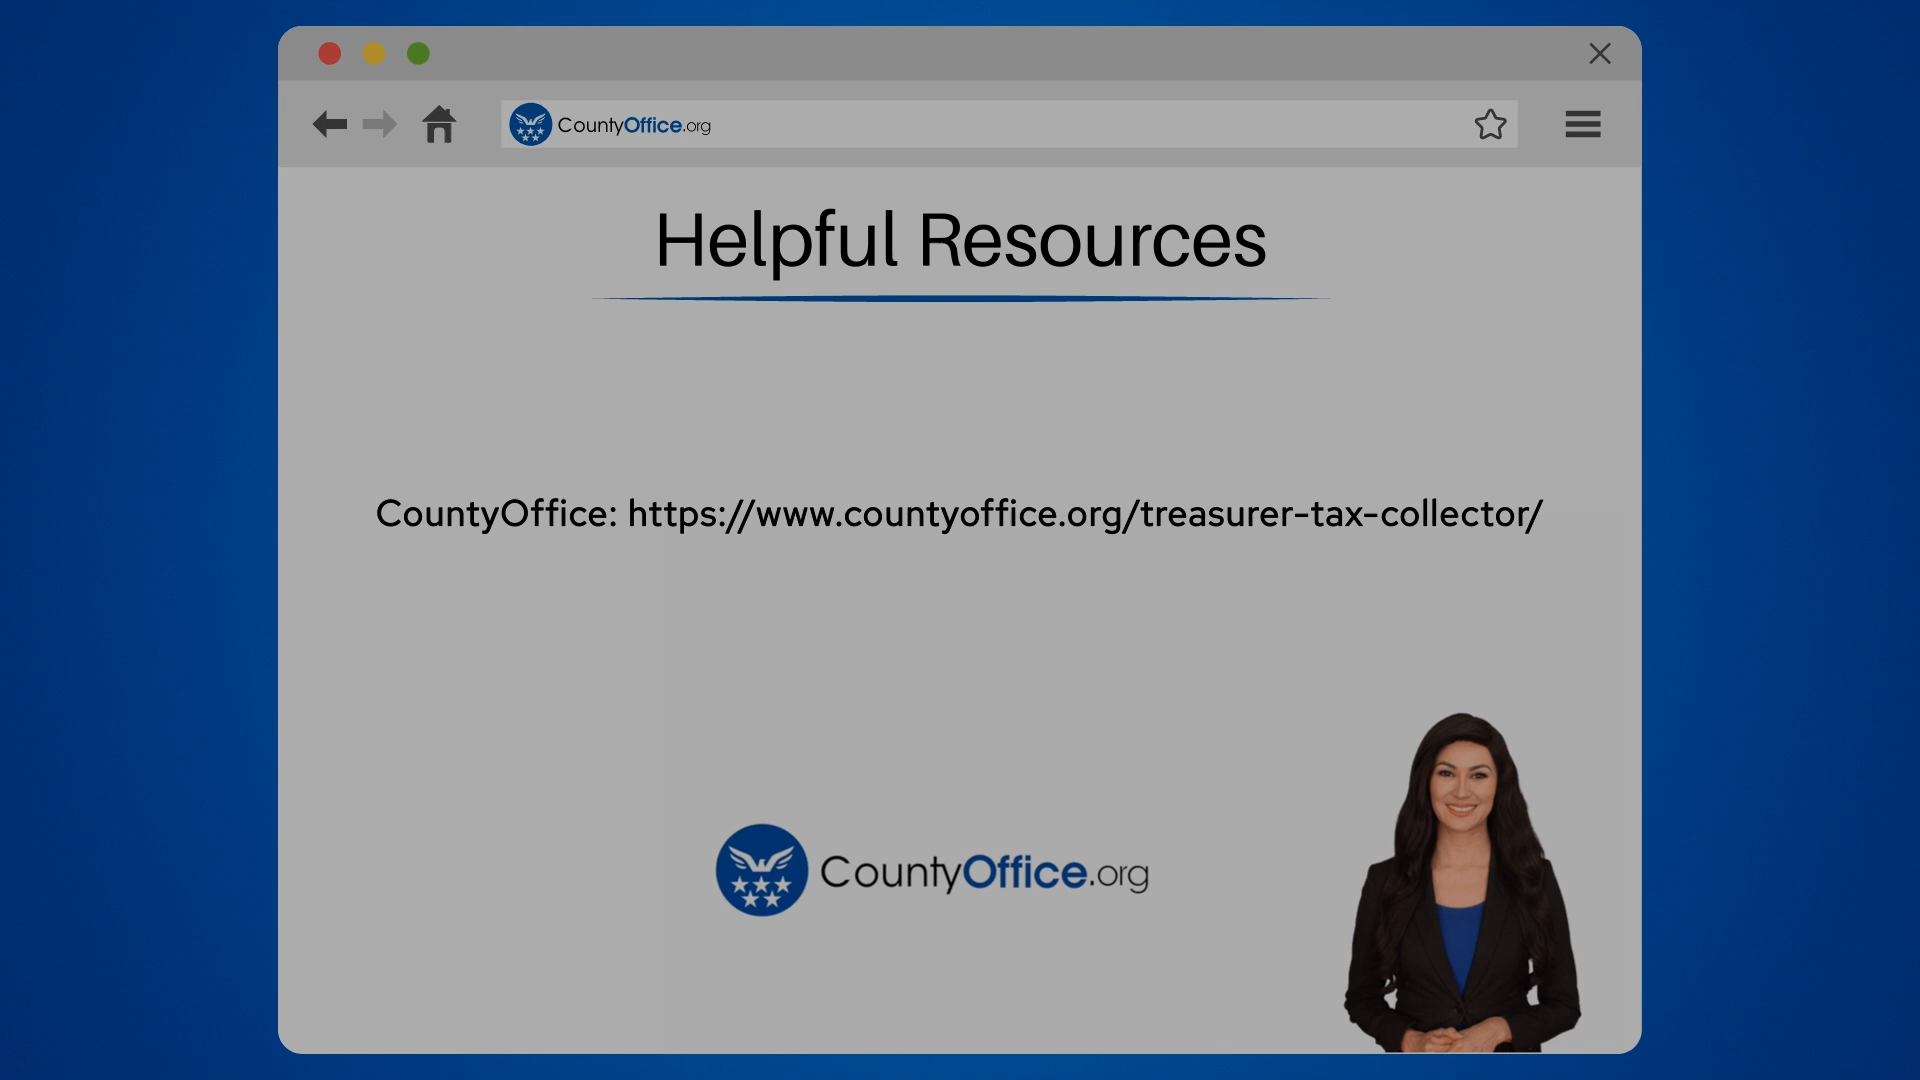 CountyOffice.org
Helpful Resources
CountyOffice: https://www.countyoffice.org/treasurer-tax-collector/
CountyOffice.org